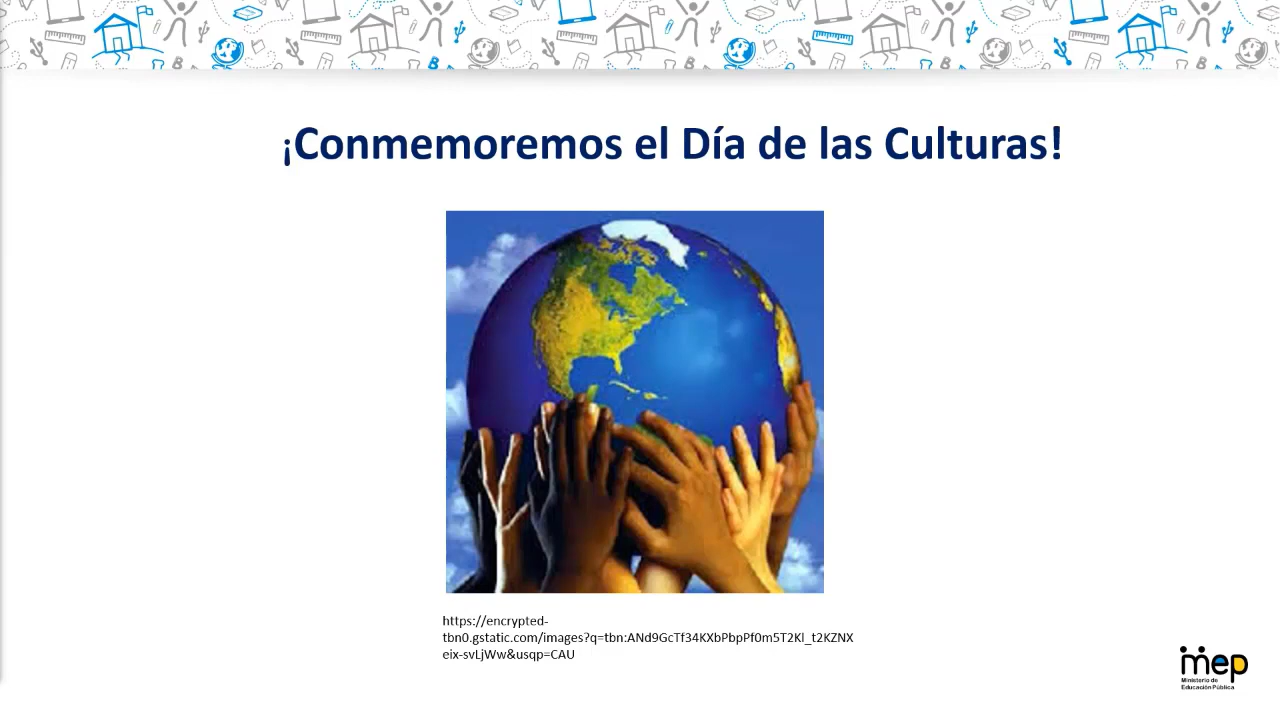 ¡Conmemoremos el Día de las Culturas!
https://encrypted-
tbn0.gstatic.com/images?q=tbn:ANd9GcTf34KXbPbpPf0m5T2Kl_t2KZNX
eix-svLjWw&usqp=CAU
mep
Ministerio de
Educación Pública